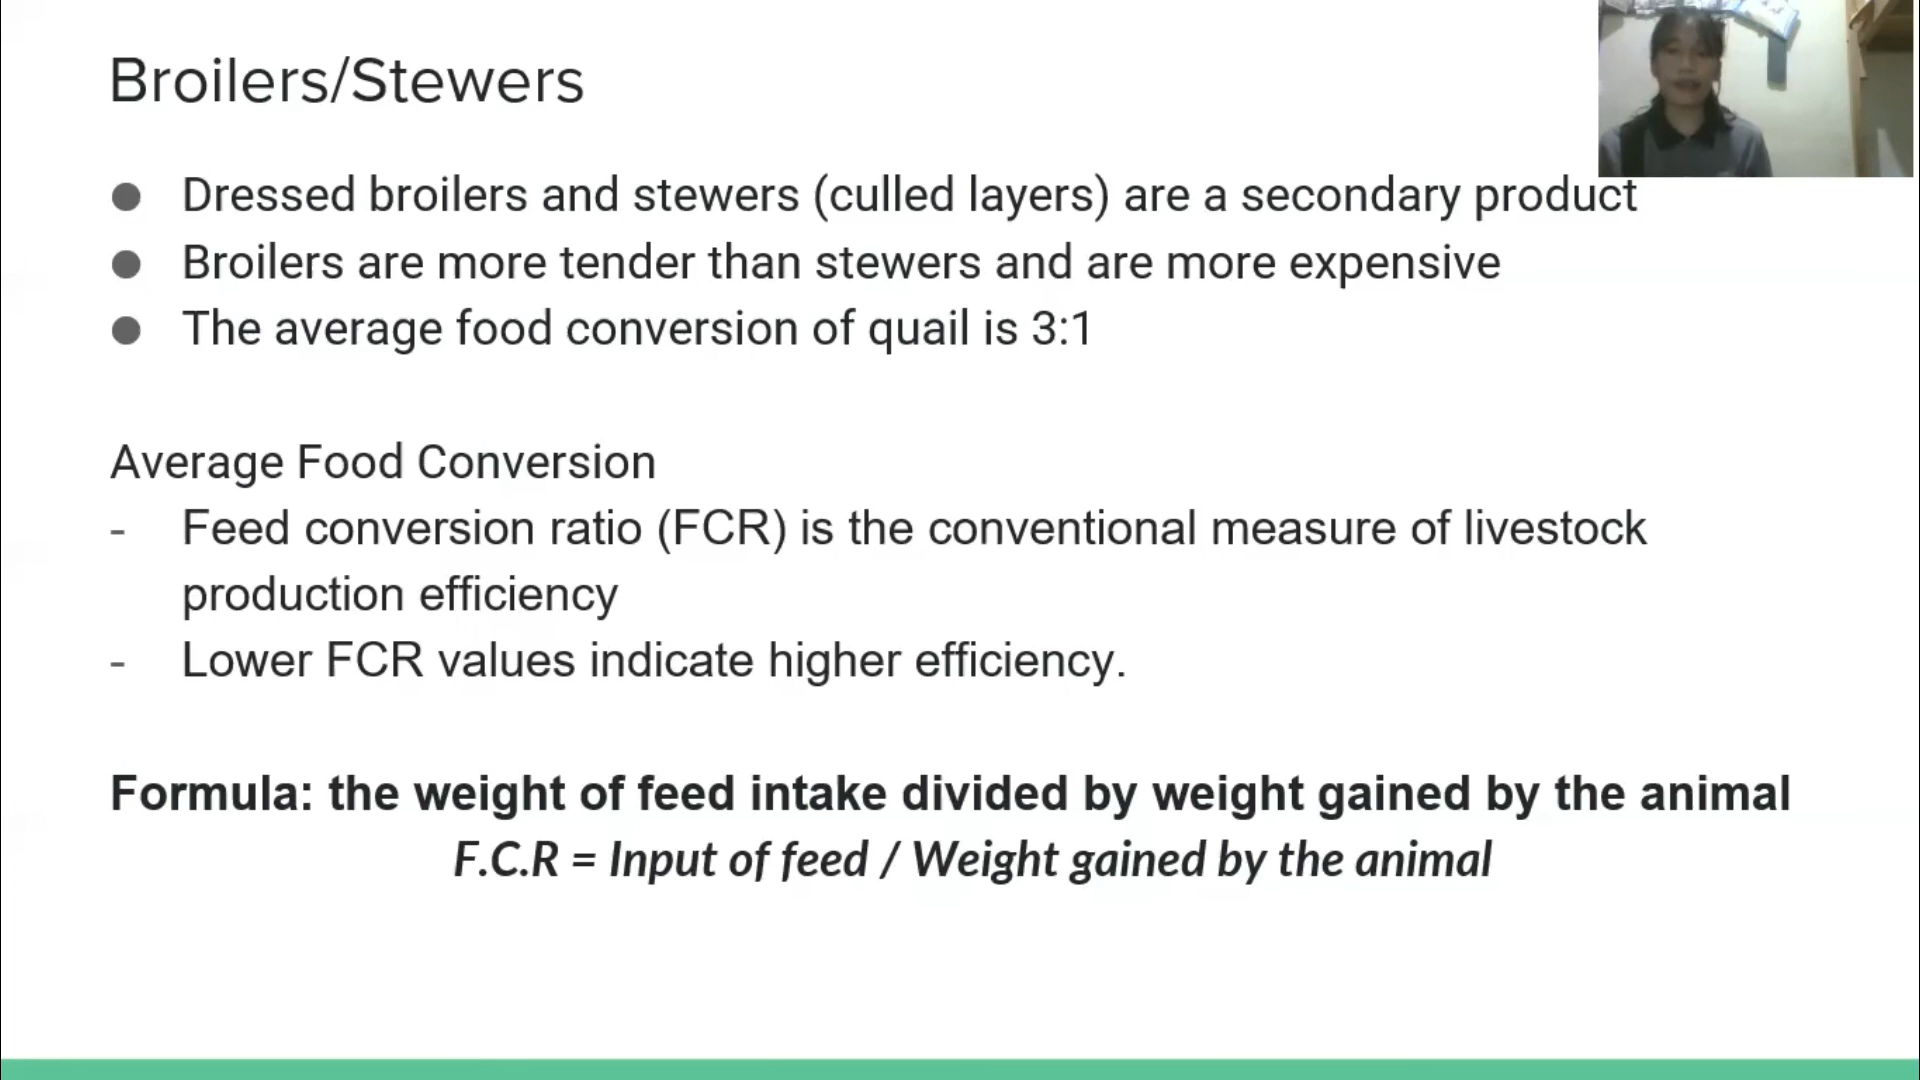 Broilers/Stewers
● Dressed broilers and stewers (culled layers) are a secondary product
● Broilers are more tender than stewers and are more expensive
● The average food conversion of quail is 3:1
Average Food Conversion
- Feed conversion ratio (FCR) is the conventional measure of livestock
production efficiency
- Lower FCR values indicate higher efficiency.
Formula: the weight of feed intake divided by weight gained by the animal
F.C.R = Input of feed / Weight gained by the animal